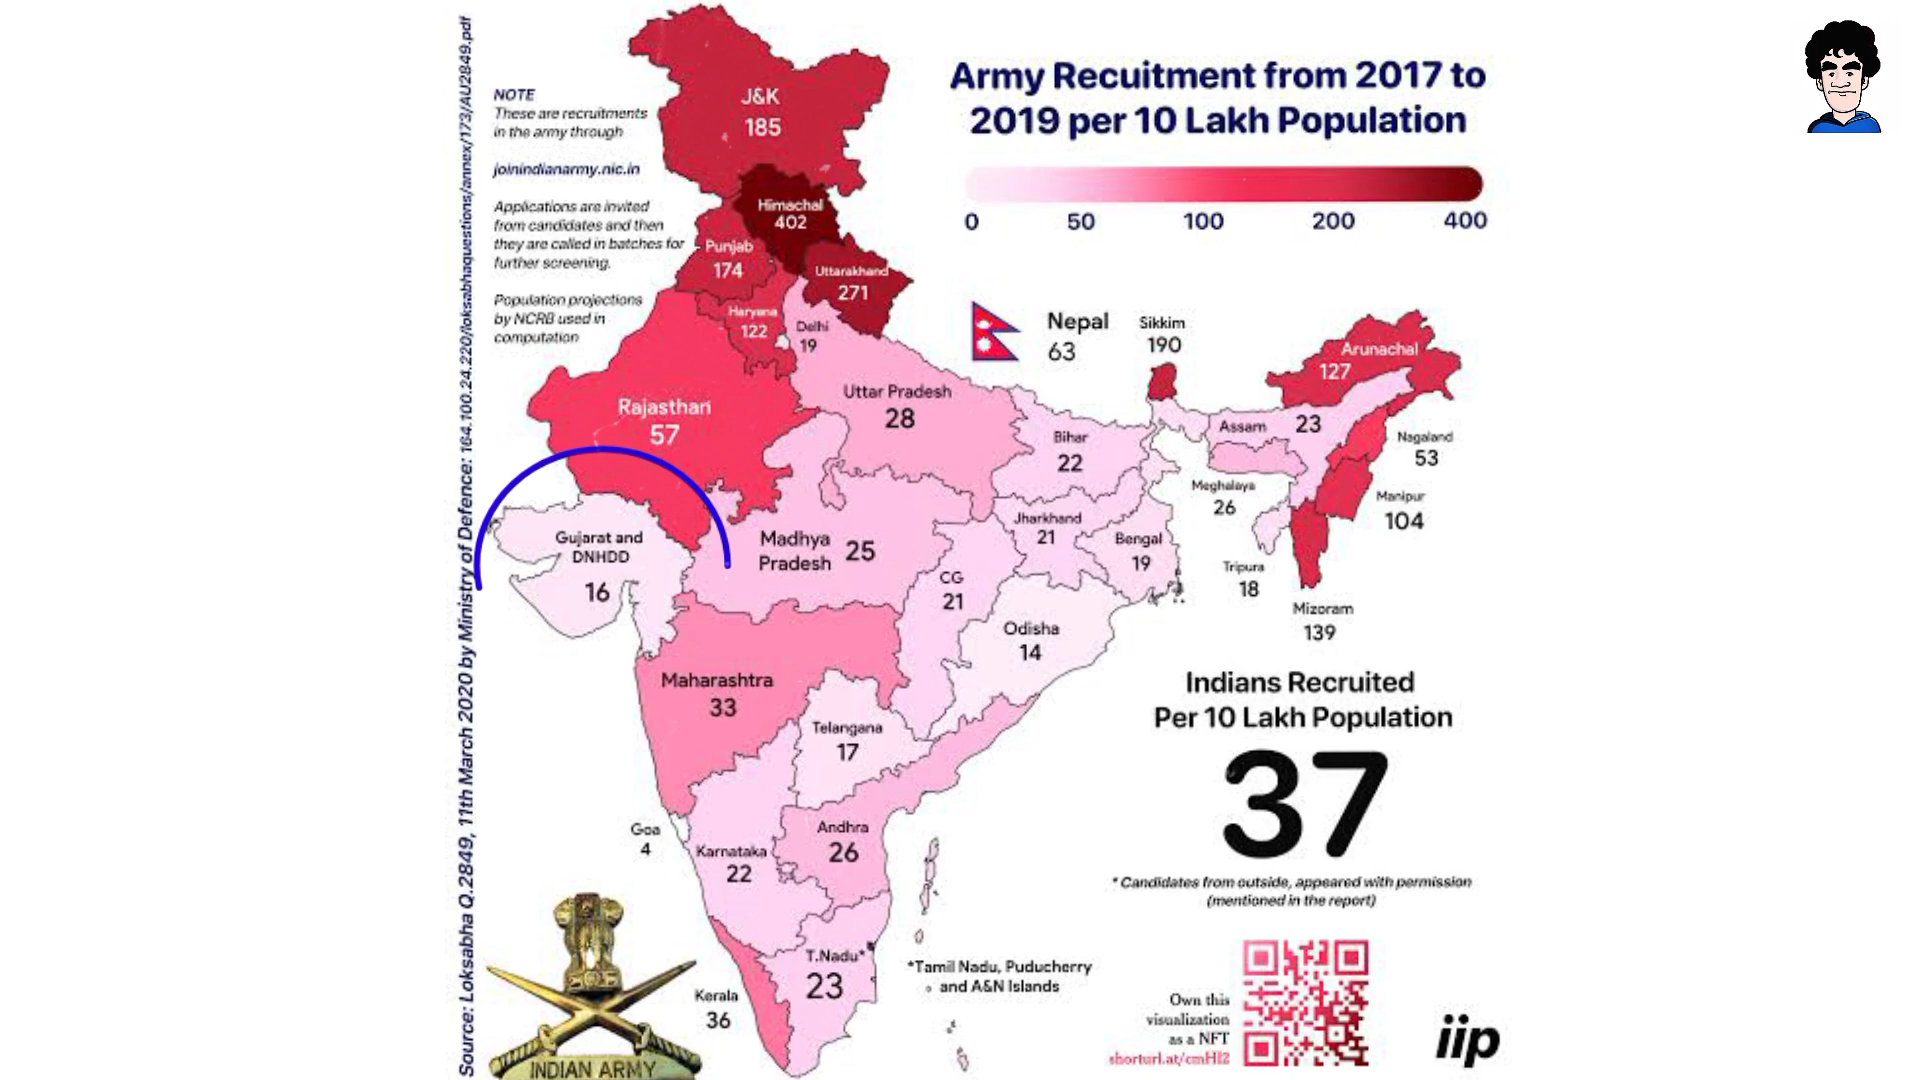 Army Recuitment from 2017 to
2019 per 10 Lakh Population
0 50 100 200 400
NOTE
These are recruitments
in the army through
joinindianarmy.nic.in
Applications are invited
from candidates and then
they are called in batches for
further screening.
Population projections
by NCRB used in
computation
Source: Loksabha Q.2849, 11th March 2020 by Ministry of Defence: 164.100.24.220/loksabhaquestions/annex/173/AU2849.pdf
J&K
185
Himachal
402
Punjab
174
Uttarakhand
271
Haryana
122
Delhi
19
Nepal
63
Sikkim
190
Arunachal
127
Rajasthan
57
Uttar Pradesh
28
Bihar
22
Assam 23
Nagaland
53
Meghalaya
26
Manipur
104
Gujarat and
DNHDD
16
Madhya
Pradesh 25
Jharkhand
21
Bengal
19
CG
21
Tripura
18
Mizoram
139
Odisha
14
Maharashtra
33
Telangana
17
Indians Recruited
Per 10 Lakh Population
37
* Candidates from outside, appeared with permission
(mentioned in the report)
Goa
4
Karnataka
22
Andhra
26
T.Nadu*
23
*Tamil Nadu, Puducherry
and A&N Islands
Kerala
36
INDIAN ARMY
Own this
visualization
as a NFT
shorturl.at/cmHI2
iip